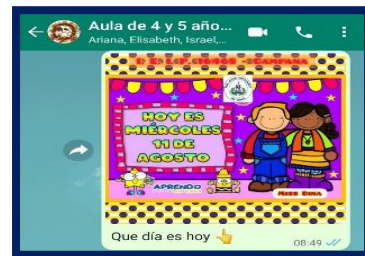 Aula de 4 y 5 año...
Ariana, Elisabeth, Israel,...
HOY ES
MIÉRCOLES
11 DE
AGOSTO
APRENDO
MISS DINA
Que día es hoy 👆
08:49